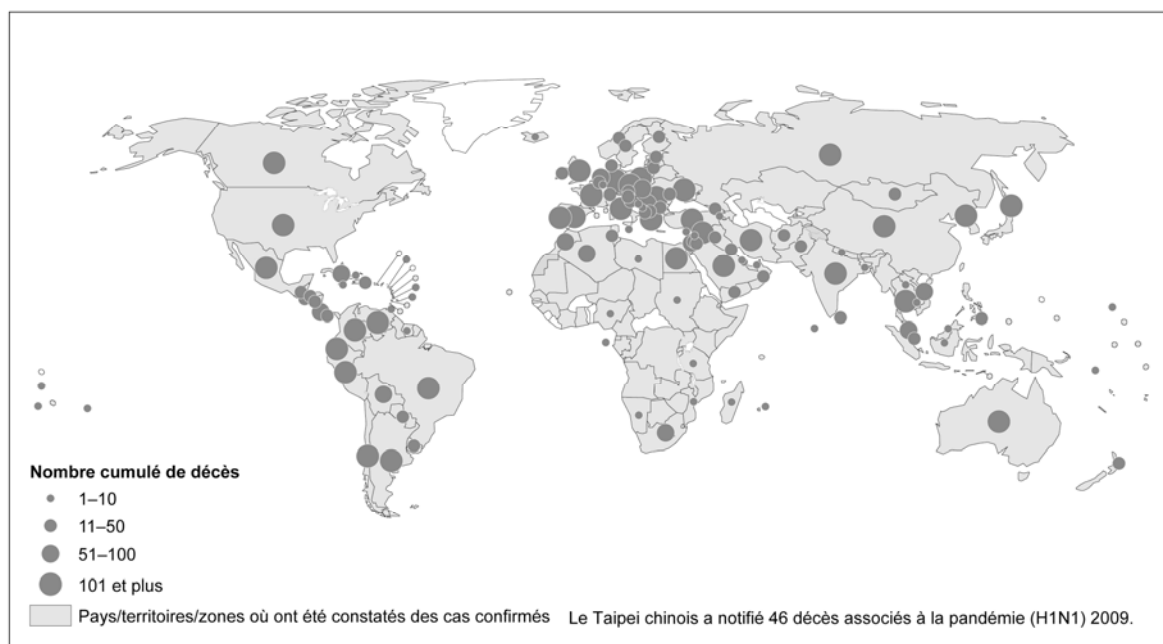 Nombre cumulé de décès
1–10
11–50
51–100
101 et plus
Pays/territoires/zones où ont été constatés des cas confirmés
Le Taipei chinois a notifié 46 décès associés à la pandémie (H1N1) 2009.